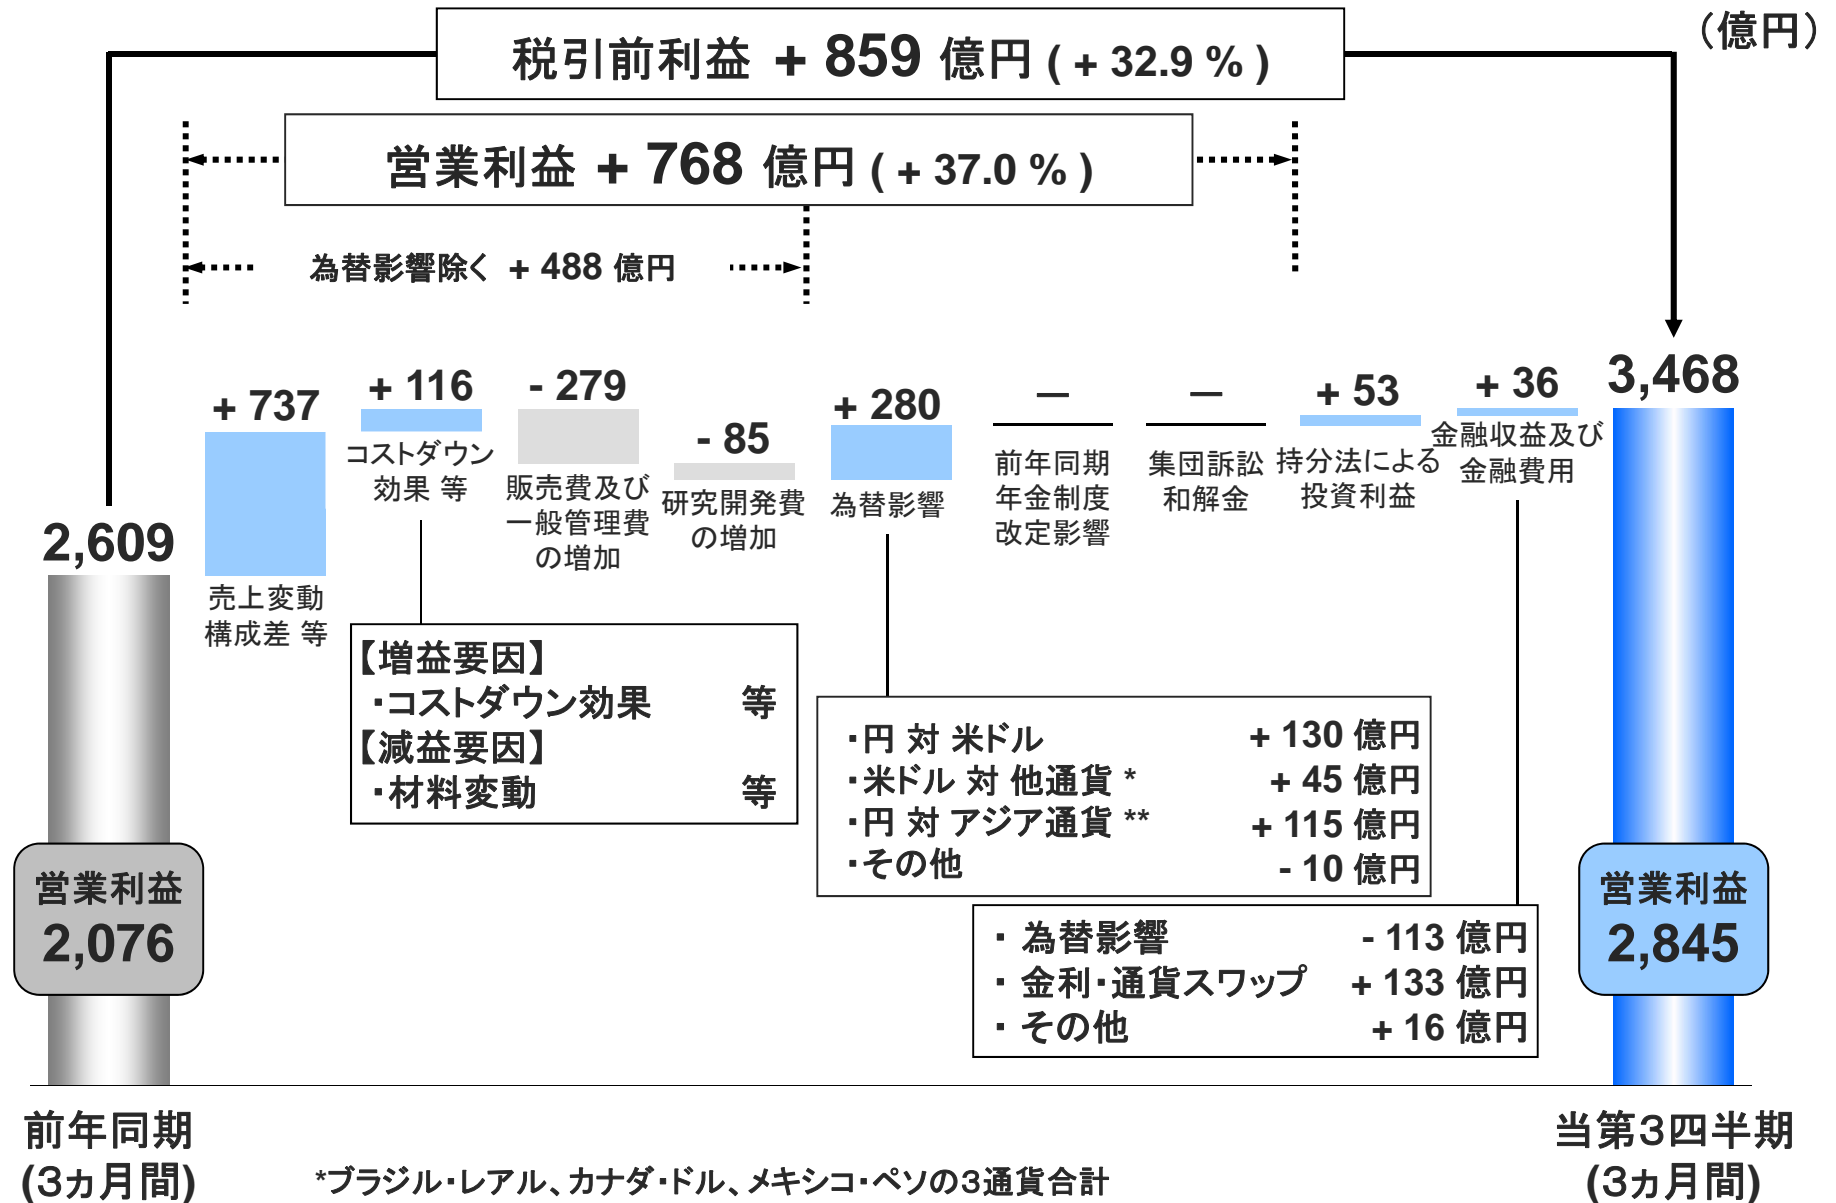 (億円)
税引前利益 + 859 億円 ( + 32.9 % )
営業利益 + 768 億円 ( + 37.0 % )
為替影響除く + 488 億円
2,609
+ 737
売上変動
構成差 等
+ 116
コストダウン
効果 等
- 279
販売費及び
一般管理費
の増加
- 85
研究開発費
の増加
+ 280
為替影響
—
前年同期
年金制度
改定影響
—
集団訴訟
和解金
+ 53
持分法による
投資利益
+ 36
金融収益及び
金融費用
3,468
【増益要因】
・コストダウン効果 等
【減益要因】
・材料変動 等
・円 対 米ドル + 130 億円
・米ドル 対 他通貨 * + 45 億円
・円 対 アジア通貨 ** + 115 億円
・その他 - 10 億円
・ 為替影響 - 113 億円
・ 金利・通貨スワップ + 133 億円
・ その他 + 16 億円
営業利益
2,076
営業利益
2,845
前年同期
(3ヵ月間)
当第3四半期
(3ヵ月間)
*ブラジル・レアル、カナダ・ドル、メキシコ・ペソの3通貨合計